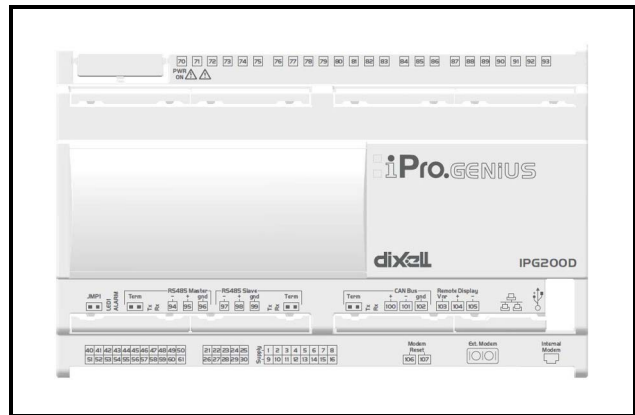 70 71 72 73 74 75 76 77 78 79 80 81 82 83 84 85 86 87 88 89 90 91 92 93
PWR
ON
iPro.GENIUS
dixell
IPG200D
RS485 Master RS485 Slave CAN Bus Remote Display
JMP1 LED1 ALARM Term Tx Rx - + gnd - + gnd Tx Rx Term Term Tx Rx + - gnd Vnr + -
94 95 96 97 98 99 100 101 102 103 104 105
40 41 42 43 44 45 46 47 48 49 50 21 22 23 24 25 Supply 1 2 3 4 5 6 7 8 Modem Reset Ext. Modem Internal Modem
51 52 53 54 55 56 57 58 59 60 61 26 27 28 29 30 9 10 11 12 13 14 15 16 106 107